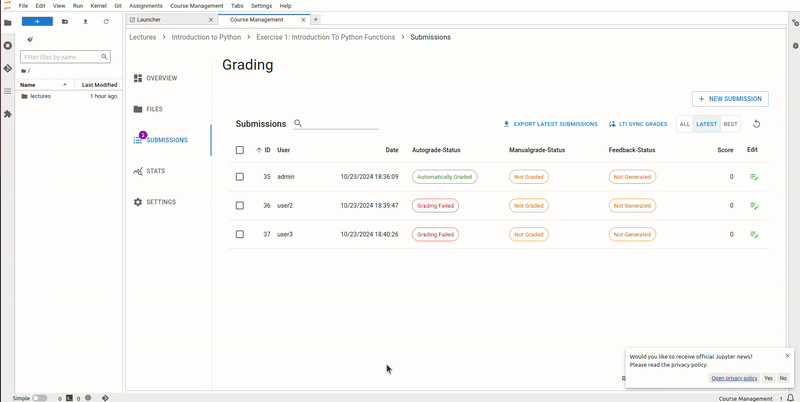 File Edit View Run Kernel Git Assignments Course Management Tabs Settings Help
Launcher
Course Management
Filter files by name
/
Name Last Modified
lectures 1 hour ago
Lectures > Introduction to Python > Exercise 1: Introduction To Python Functions > Submissions
OVERVIEW
FILES
SUBMISSIONS
STATS
SETTINGS
Grading
+ NEW SUBMISSION
Submissions
EXPORT LATEST SUBMISSIONS
LTI SYNC GRADES
ALL LATEST BEST
ID User Date Autograde-Status Manualgrade-Status Feedback-Status Score Edit
35 admin 10/23/2024 18:36:09 Automatically Graded Not Graded Not Generated 0
36 user2 10/23/2024 18:39:47 Grading Failed Not Graded Not Generated 0
37 user3 10/23/2024 18:40:26 Grading Failed Not Graded Not Generated 0
Would you like to receive official Jupyter news?
Please read the privacy policy.
Open privacy policy Yes No
Simple 0 0 Course Management 1